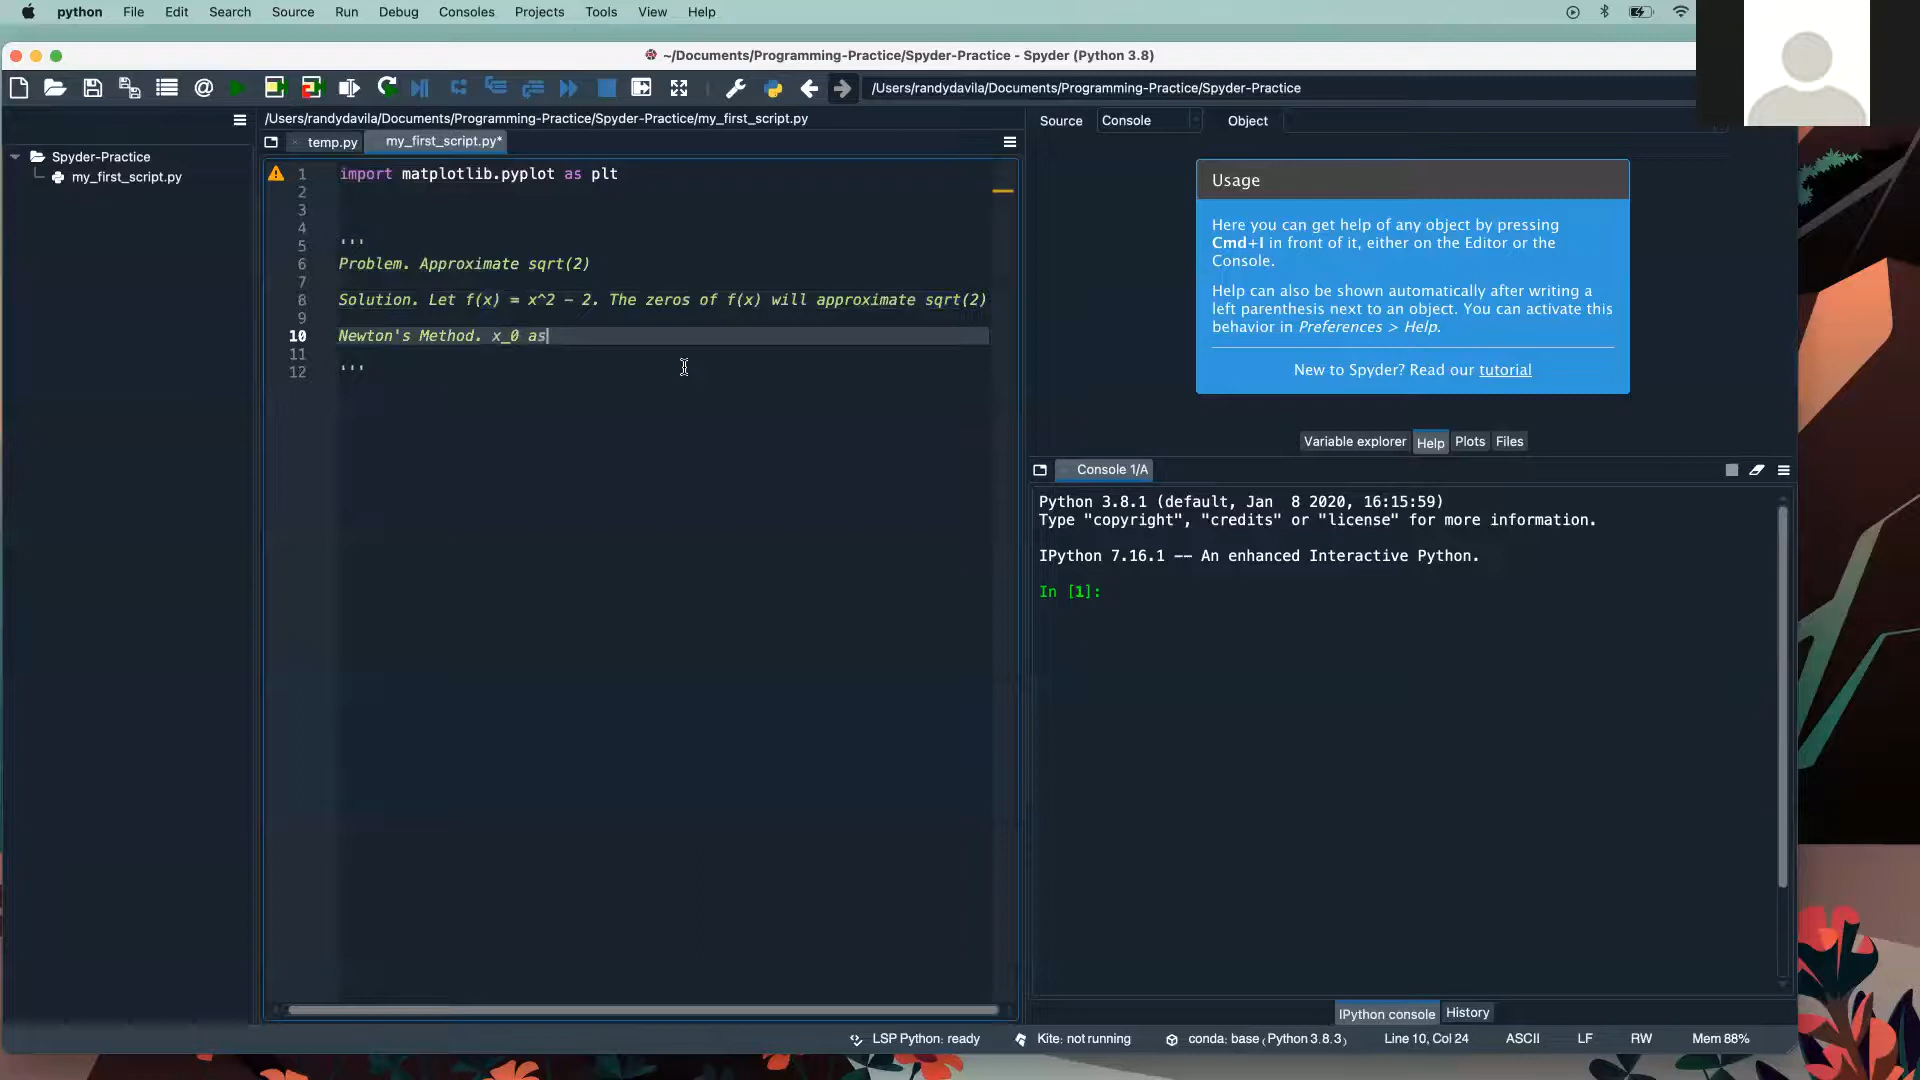 python File Edit Search Source Run Debug Consoles Projects Tools View Help
~/Documents/Programming-Practice/Spyder-Practice - Spyder (Python 3.8)
/Users/randydavila/Documents/Programming-Practice/Spyder-Practice
/Users/randydavila/Documents/Programming-Practice/Spyder-Practice/my_first_script.py
Source Console Object
temp.py my_first_script.py*
Spyder-Practice
my_first_script.py
1 import matplotlib.pyplot as plt
2
3
4
5 '''
6 Problem. Approximate sqrt(2)
7
8 Solution. Let f(x) = x^2 - 2. The zeros of f(x) will approximate sqrt(2)
9
10 Newton's Method. x_0 as
11
12 '''
Usage
Here you can get help of any object by pressing
Cmd+I in front of it, either on the Editor or the
Console.
Help can also be shown automatically after writing a
left parenthesis next to an object. You can activate this
behavior in Preferences > Help.
New to Spyder? Read our tutorial
Variable explorer Help Plots Files
Console 1/A
Python 3.8.1 (default, Jan  8 2020, 16:15:59)
Type "copyright", "credits" or "license" for more information.
IPython 7.16.1 -- An enhanced Interactive Python.
In [1]:
IPython console History
LSP Python: ready Kite: not running conda: base (Python 3.8.3) Line 10, Col 24 ASCII LF RW Mem 88%